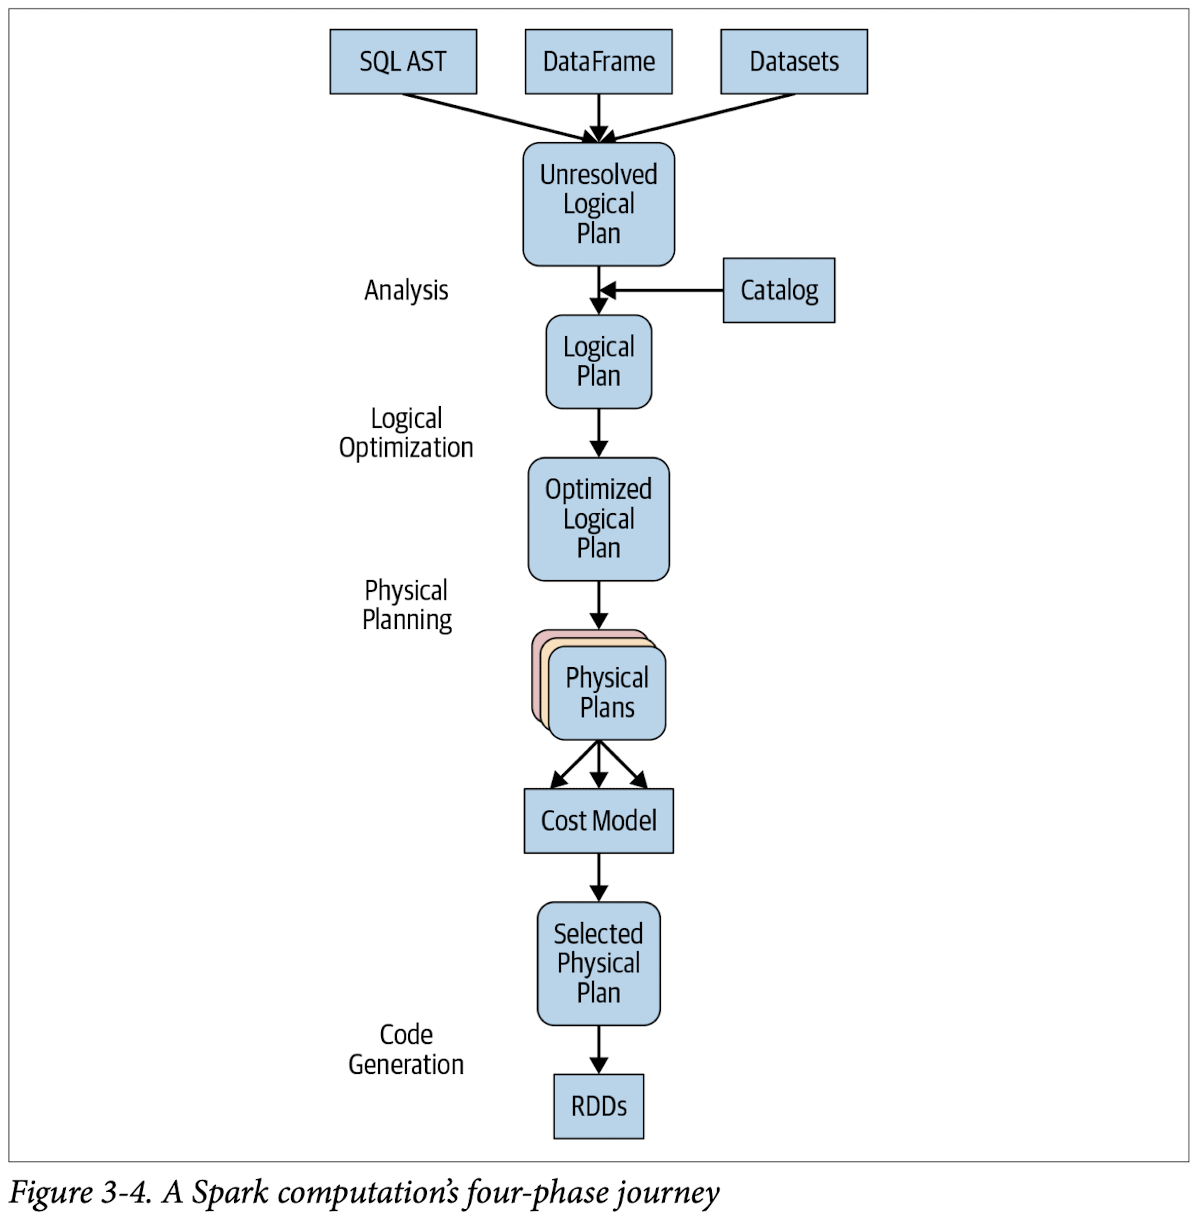 SQL AST
DataFrame
Datasets
Unresolved
Logical
Plan
Analysis
Catalog
Logical
Plan
Logical
Optimization
Optimized
Logical
Plan
Physical
Planning
Physical
Plans
Cost Model
Selected
Physical
Plan
Code
Generation
RDDs
Figure 3-4. A Spark computation's four-phase journey